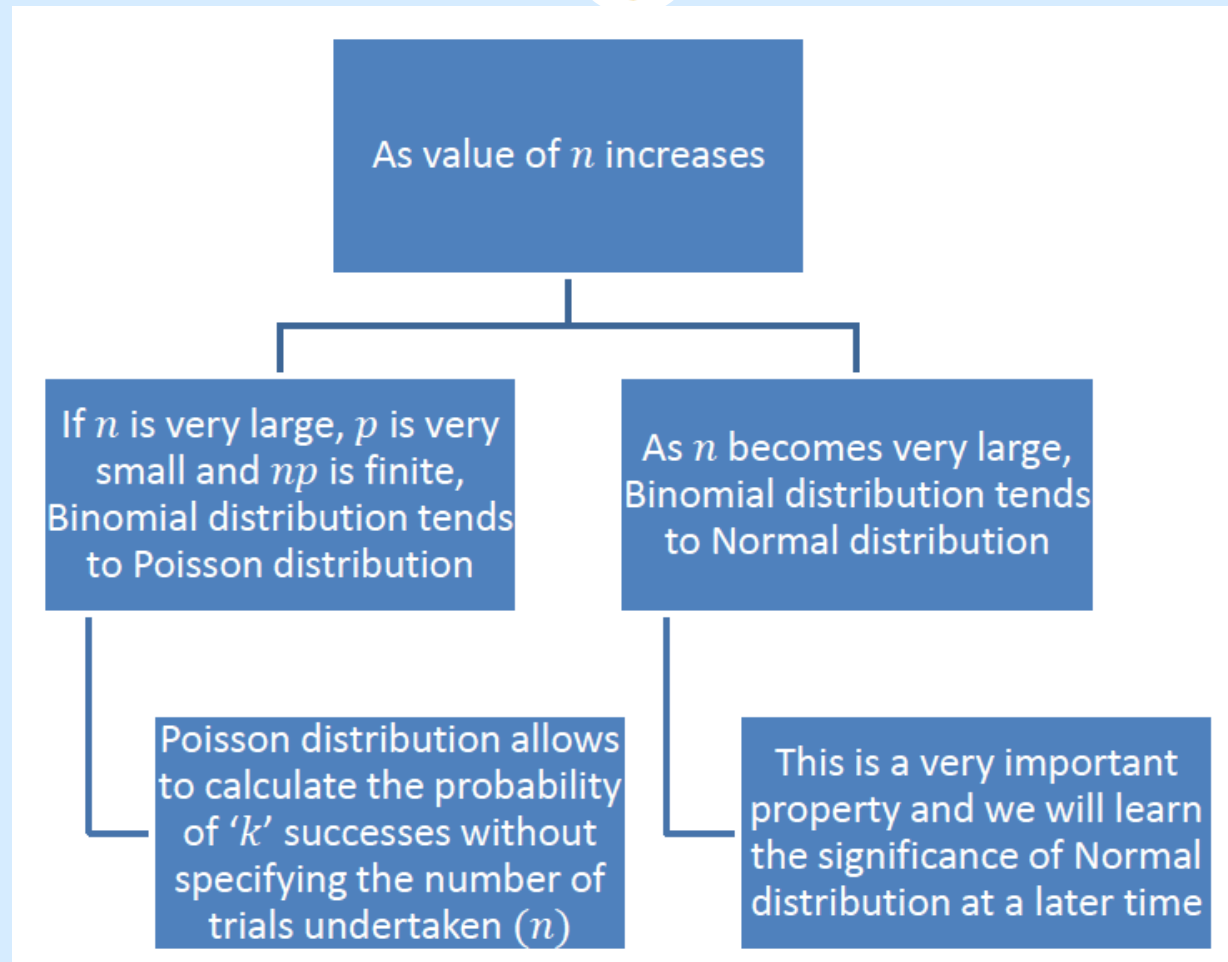 As value of n increases
If n is very large, p is very
small and np is finite,
Binomial distribution tends
to Poisson distribution
As n becomes very large,
Binomial distribution tends
to Normal distribution
Poisson distribution allows
to calculate the probability
of ‘k’ successes without
specifying the number of
trials undertaken (n)
This is a very important
property and we will learn
the significance of Normal
distribution at a later time